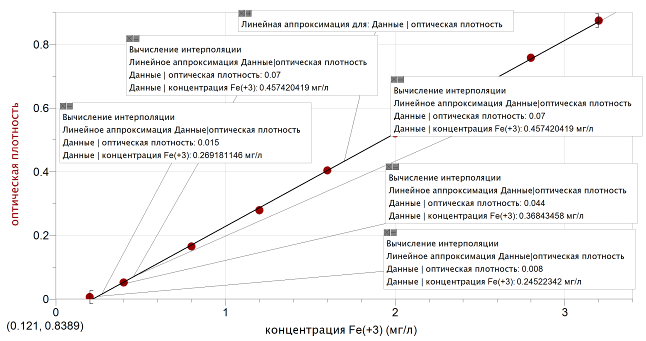 Линейная аппроксимация для: Данные | оптическая плотность
Вычисление интерполяции
Линейное аппроксимация Данные|оптическая плотность
Данные | оптическая плотность: 0.07
Данные | концентрация Fe(+3): 0.457420419 мг/л
Вычисление интерполяции
Линейное аппроксимация Данные|оптическая плотность
Данные | оптическая плотность: 0.07
Данные | концентрация Fe(+3): 0.457420419 мг/л
Вычисление интерполяции
Линейное аппроксимация Данные|оптическая плотность
Данные | оптическая плотность: 0.015
Данные | концентрация Fe(+3): 0.269181146 мг/л
Вычисление интерполяции
Линейное аппроксимация Данные|оптическая плотность
Данные | оптическая плотность: 0.044
Данные | концентрация Fe(+3): 0.36843458 мг/л
Вычисление интерполяции
Линейное аппроксимация Данные|оптическая плотность
Данные | оптическая плотность: 0.008
Данные | концентрация Fe(+3): 0.24522342 мг/л
оптическая плотность
0.8
0.6
0.4
0.2
0
0 1 2 3
(0.121, 0.8389)
концентрация Fe(+3) (мг/л)